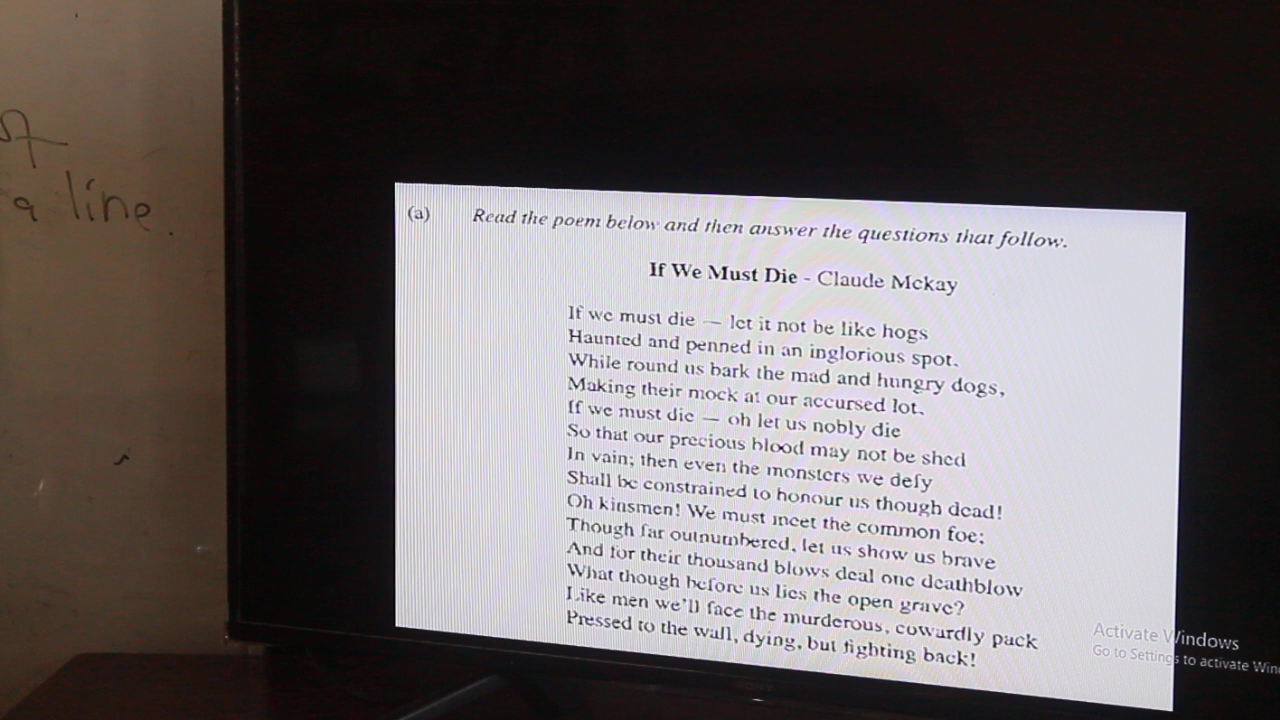 st
a line.
(a) Read the poem below and then answer the questions that follow.
If We Must Die - Claude Mckay
If we must die — let it not be like hogs
Haunted and penned in an inglorious spot.
While round us bark the mad and hungry dogs,
Making their mock at our accursed lot.
If we must die — oh let us nobly die
So that our precious blood may not be shed
In vain; then even the monsters we defy
Shall be constrained to honour us though dead!
Oh kinsmen! We must meet the common foe;
Though far outnumbered, let us show us brave
And for their thousand blows deal one deathblow
What though before us lies the open grave?
Like men we'll face the murderous, cowardly pack
Pressed to the wall, dying, but fighting back!
Activate Windows
Go to Settings to activate Win